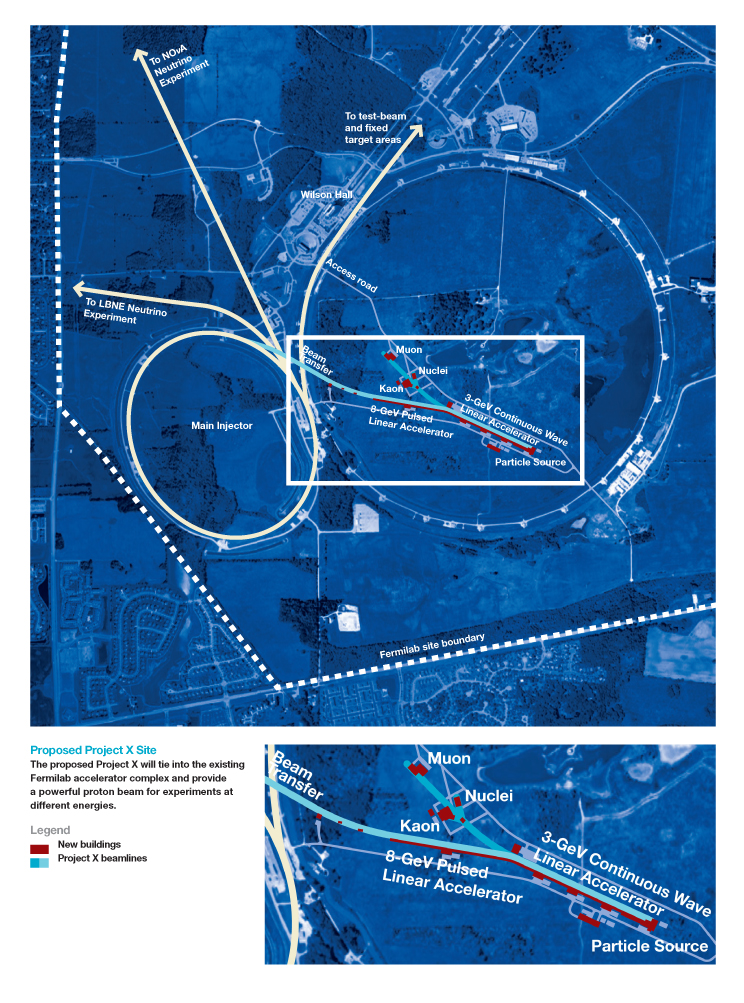 To NOvA
Neutrino
Experiment
To test-beam
and fixed
target areas
Wilson Hall
Access road
To LBNE Neutrino
Experiment
Beam
Transfer
Muon
Nuclei
Kaon
3-GeV Continuous Wave
Linear Accelerator
8-GeV Pulsed
Linear Accelerator
Particle Source
Main Injector
Fermilab site boundary
Proposed Project X Site
The proposed Project X will tie into the existing
Fermilab accelerator complex and provide
a powerful proton beam for experiments at
different energies.
Legend
New buildings
Project X beamlines
Beam
Transfer
Muon
Nuclei
Kaon
3-GeV Continuous Wave
Linear Accelerator
8-GeV Pulsed
Linear Accelerator
Particle Source